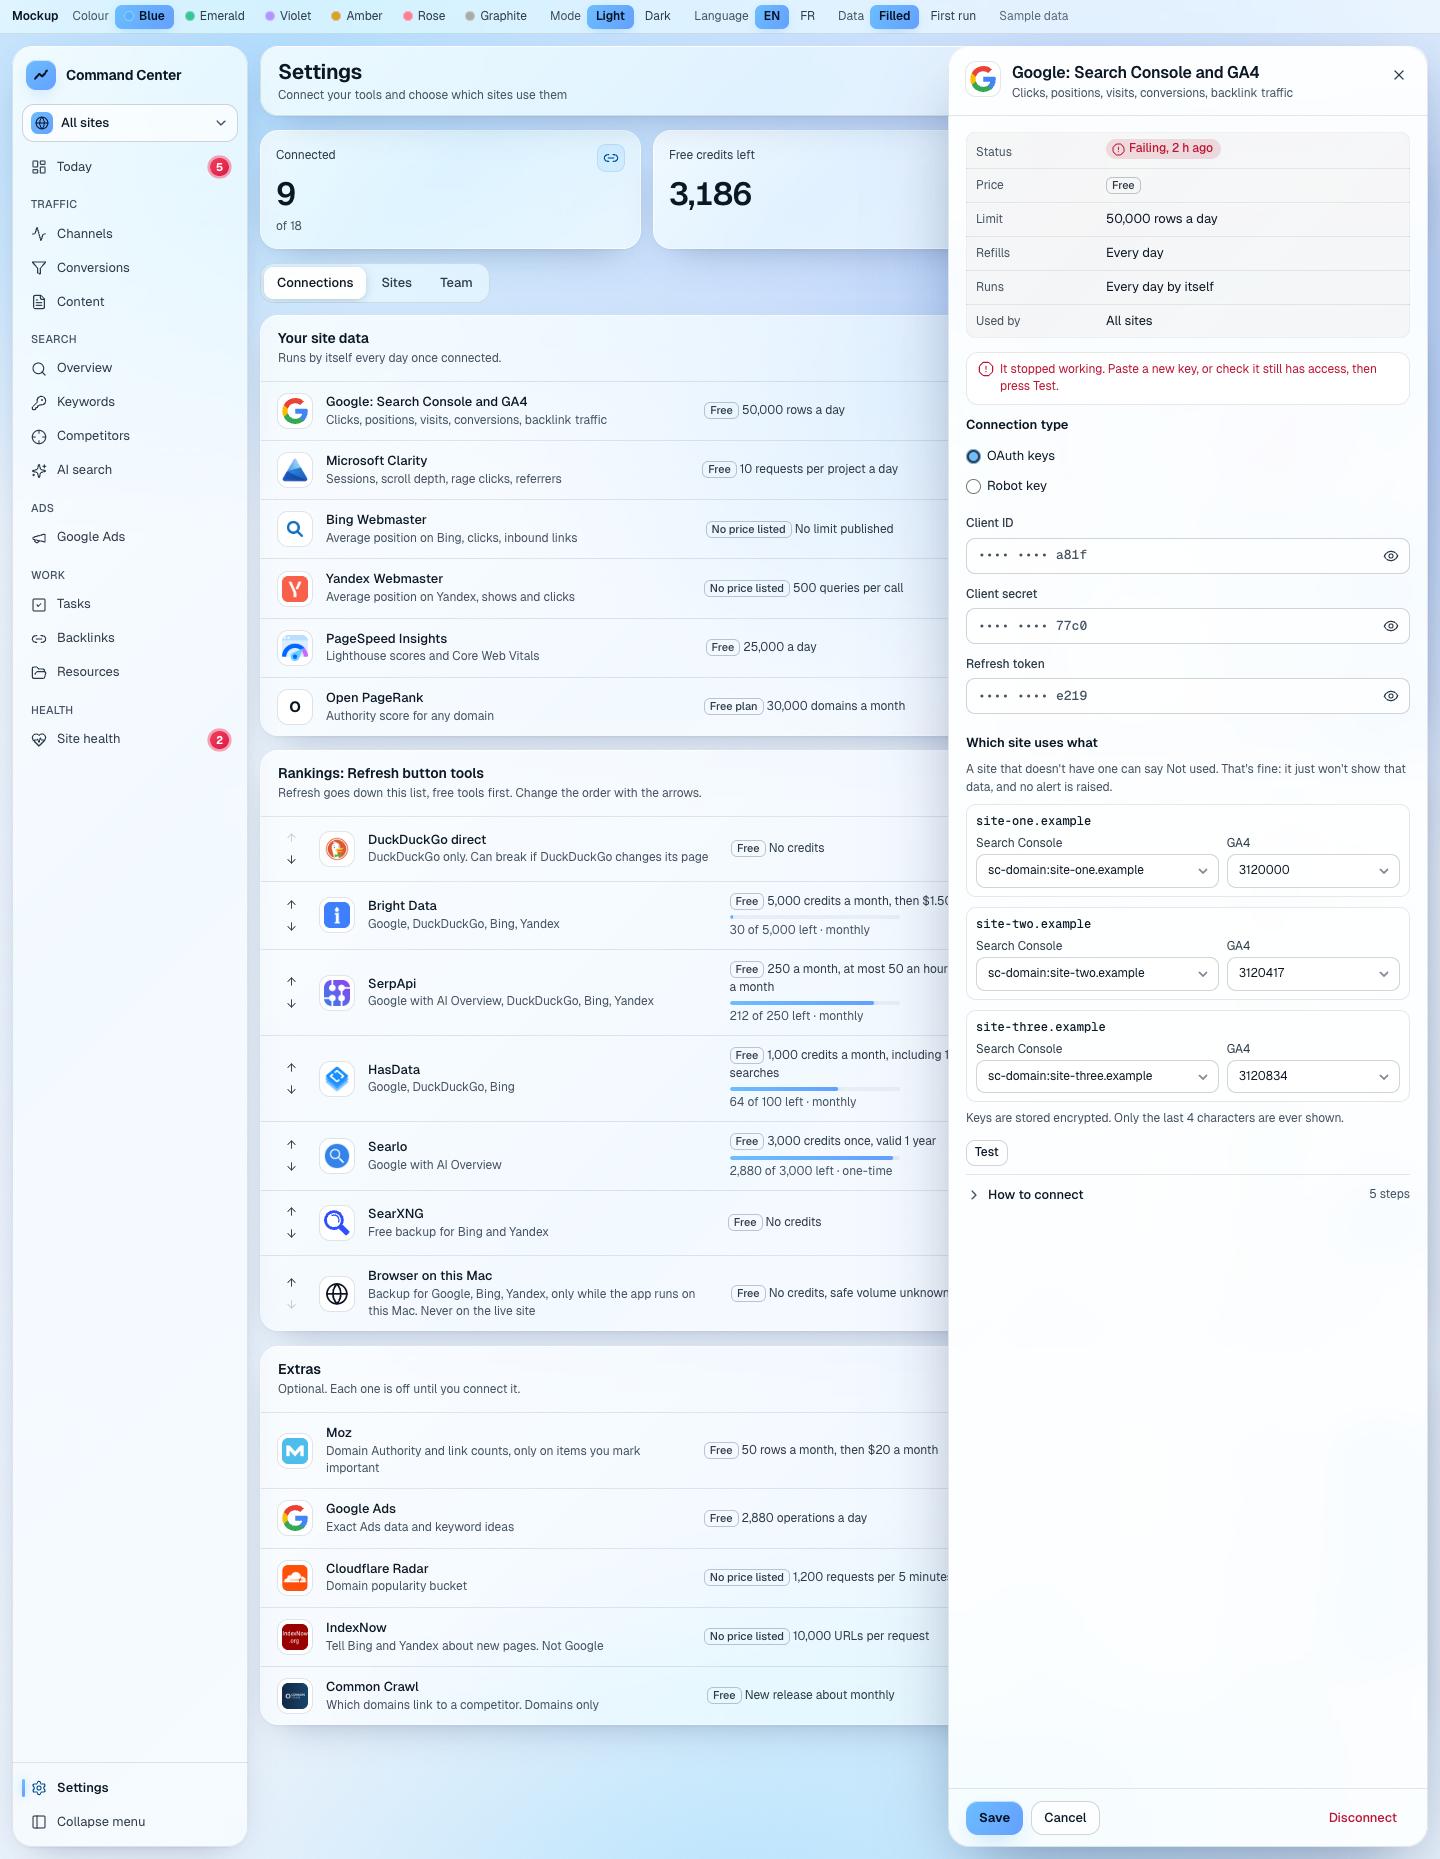 Mockup Colour Blue Emerald Violet Amber Rose Graphite Mode Light Dark Language EN FR Data Filled First run Sample data
Command Center
All sites
Today 5
TRAFFIC
Channels
Conversions
Content
SEARCH
Overview
Keywords
Competitors
AI search
ADS
Google Ads
WORK
Tasks
Backlinks
Resources
HEALTH
Site health 2
Settings
Collapse menu
Settings
Connect your tools and choose which sites use them
Connected
9
of 18
Free credits left
3,186
Connections Sites Team
Your site data
Runs by itself every day once connected.
Google: Search Console and GA4
Clicks, positions, visits, conversions, backlink traffic
Free 50,000 rows a day
Microsoft Clarity
Sessions, scroll depth, rage clicks, referrers
Free 10 requests per project a day
Bing Webmaster
Average position on Bing, clicks, inbound links
No price listed No limit published
Yandex Webmaster
Average position on Yandex, shows and clicks
No price listed 500 queries per call
PageSpeed Insights
Lighthouse scores and Core Web Vitals
Free 25,000 a day
O
Open PageRank
Authority score for any domain
Free plan 30,000 domains a month
Rankings: Refresh button tools
Refresh goes down this list, free tools first. Change the order with the arrows.
DuckDuckGo direct
DuckDuckGo only. Can break if DuckDuckGo changes its page
Free No credits
Bright Data
Google, DuckDuckGo, Bing, Yandex
Free 5,000 credits a month, then $1.50
30 of 5,000 left · monthly
SerpApi
Google with AI Overview, DuckDuckGo, Bing, Yandex
Free 250 a month, at most 50 an hour
a month
212 of 250 left · monthly
HasData
Google, DuckDuckGo, Bing
Free 1,000 credits a month, including 1
searches
64 of 100 left · monthly
Searlo
Google with AI Overview
Free 3,000 credits once, valid 1 year
2,880 of 3,000 left · one-time
SearXNG
Free backup for Bing and Yandex
Free No credits
Browser on this Mac
Backup for Google, Bing, Yandex, only while the app runs on
this Mac. Never on the live site
Free No credits, safe volume unknown
Extras
Optional. Each one is off until you connect it.
Moz
Domain Authority and link counts, only on items you mark
important
Free 50 rows a month, then $20 a month
Google Ads
Exact Ads data and keyword ideas
Free 2,880 operations a day
Cloudflare Radar
Domain popularity bucket
No price listed 1,200 requests per 5 minutes
IndexNow
.org
IndexNow
Tell Bing and Yandex about new pages. Not Google
No price listed 10,000 URLs per request
Common Crawl
Which domains link to a competitor. Domains only
Free New release about monthly
Google: Search Console and GA4
Clicks, positions, visits, conversions, backlink traffic
Status Failing, 2 h ago
Price Free
Limit 50,000 rows a day
Refills Every day
Runs Every day by itself
Used by All sites
It stopped working. Paste a new key, or check it still has access, then
press Test.
Connection type
OAuth keys
Robot key
Client ID
•••• •••• a81f
Client secret
•••• •••• 77c0
Refresh token
•••• •••• e219
Which site uses what
A site that doesn't have one can say Not used. That's fine: it just won't show that
data, and no alert is raised.
site-one.example
Search Console GA4
sc-domain:site-one.example 3120000
site-two.example
Search Console GA4
sc-domain:site-two.example 3120417
site-three.example
Search Console GA4
sc-domain:site-three.example 3120834
Keys are stored encrypted. Only the last 4 characters are ever shown.
Test
How to connect 5 steps
Save Cancel Disconnect